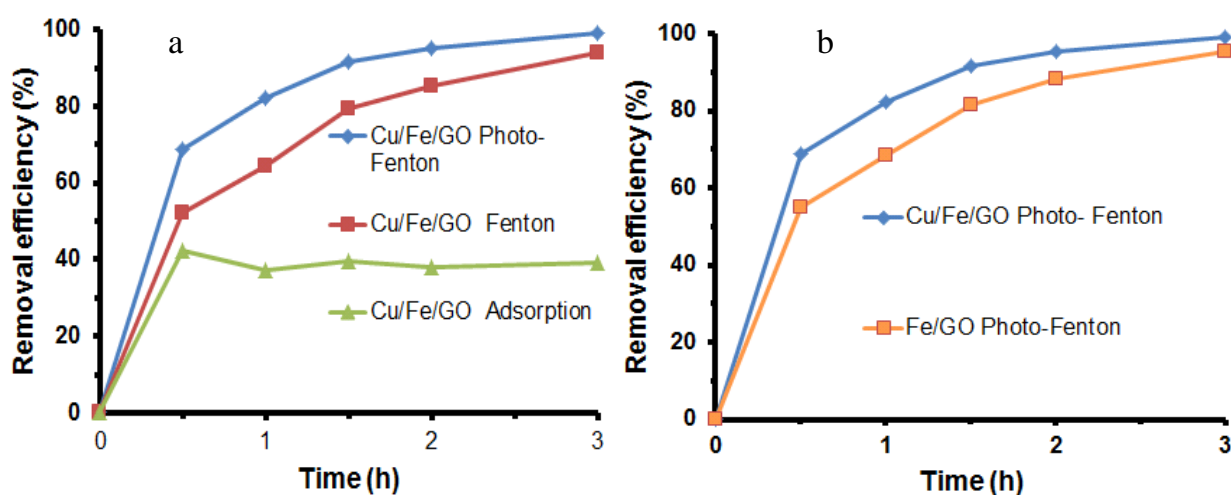 a
Removal efficiency (%)
100
80
60
40
20
0
Cu/Fe/GO Photo-
Fenton
Cu/Fe/GO Fenton
Cu/Fe/GO Adsorption
0 1 2 3
Time (h)
b
Removal efficiency (%)
100
80
60
40
20
0
Cu/Fe/GO Photo- Fenton
Fe/GO Photo-Fenton
0 1 2 3
Time (h)